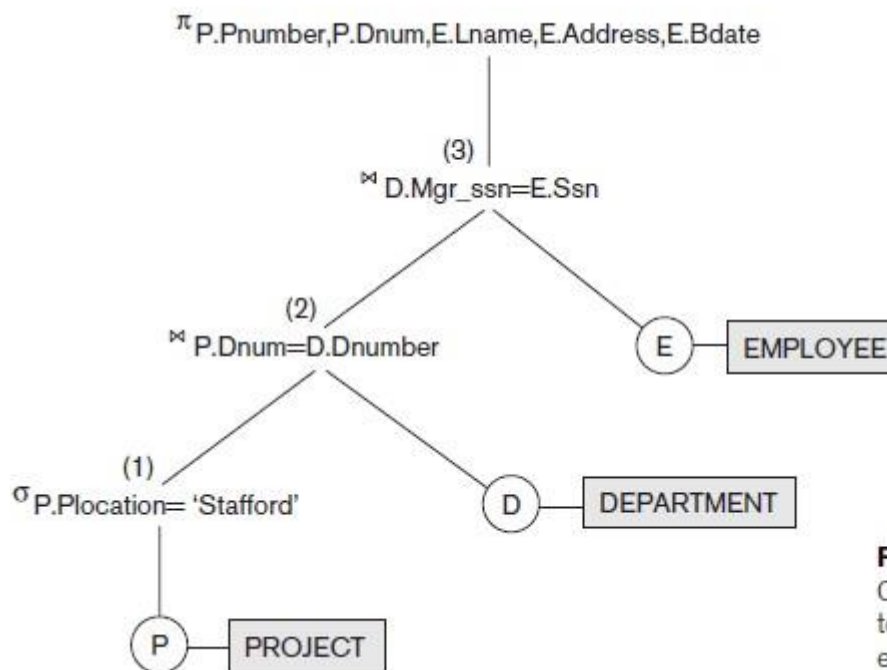 π P.Pnumber,P.Dnum,E.Lname,E.Address,E.Bdate
(3)
⋈ D.Mgr_ssn=E.Ssn
(2)
⋈ P.Dnum=D.Dnumber
E EMPLOYEE
(1)
σ P.Plocation= ‘Stafford’
D DEPARTMENT
P PROJECT